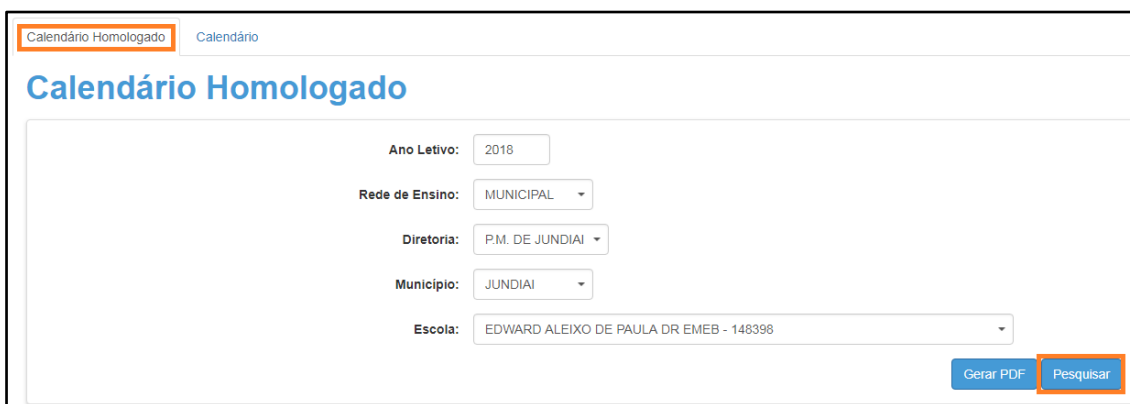 Calendário Homologado Calendário
Calendário Homologado
Ano Letivo: 2018
Rede de Ensino: MUNICIPAL
Diretoria: P.M. DE JUNDIAI
Município: JUNDIAI
Escola: EDWARD ALEIXO DE PAULA DR EMEB - 148398
Gerar PDF Pesquisar